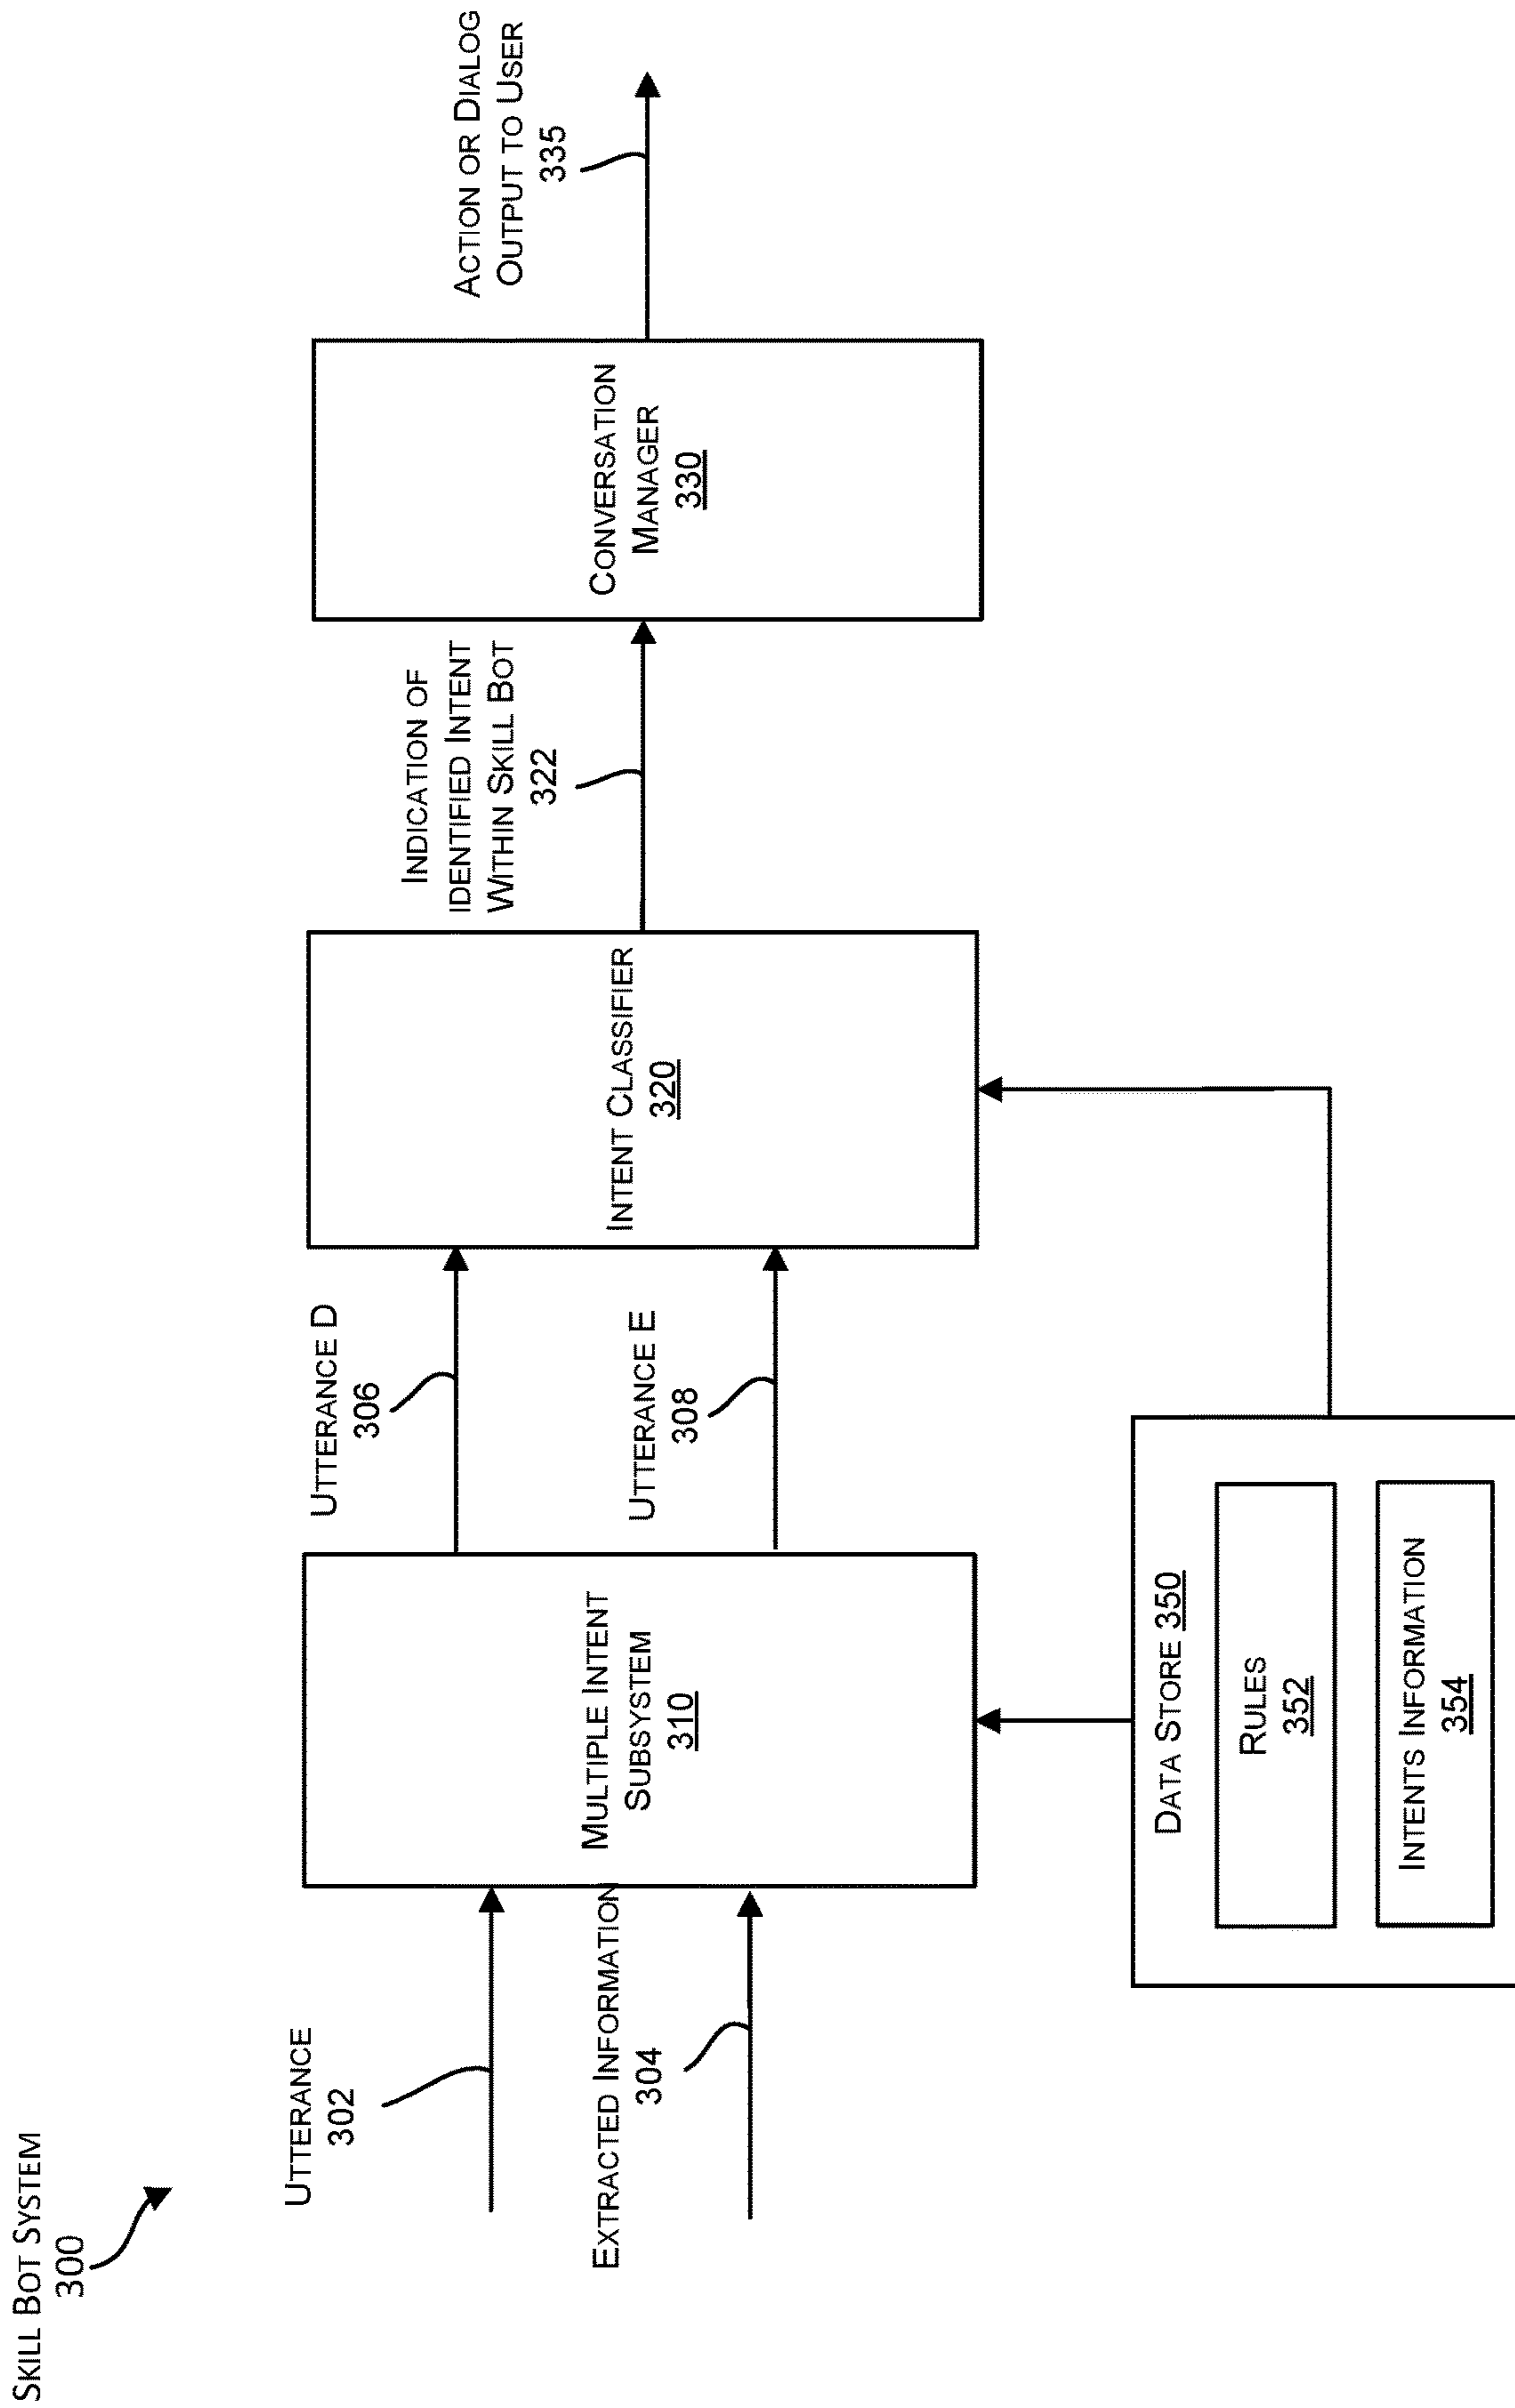 SKILL BOT SYSTEM
300
UTTERANCE
302
EXTRACTED INFORMATION
304
MULTIPLE INTENT
SUBSYSTEM
310
UTTERANCE D
306
UTTERANCE E
308
INTENT CLASSIFIER
320
INDICATION OF
IDENTIFIED INTENT
WITHIN SKILL BOT
322
CONVERSATION
MANAGER
330
ACTION OR DIALOG
OUTPUT TO USER
335
DATA STORE 350
RULES
352
INTENTS INFORMATION
354